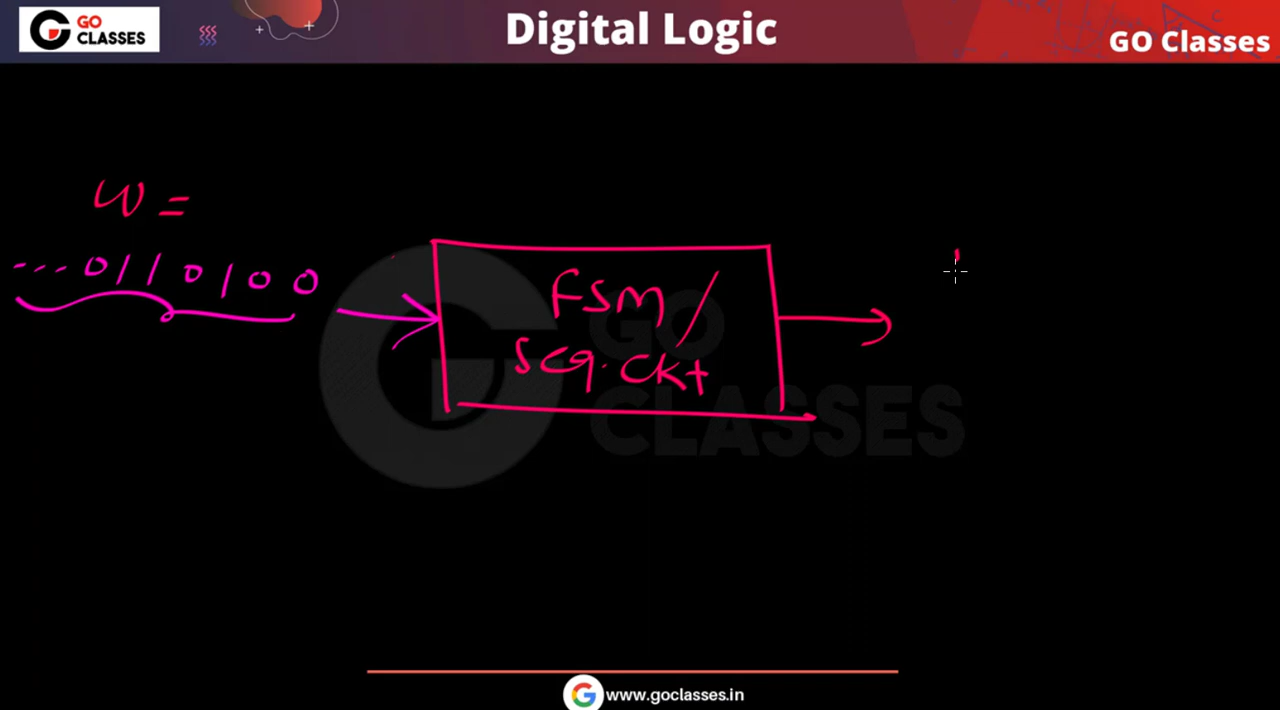 GO
CLASSES
Digital Logic
GO Classes
W =
---0110100
FSM/
Seq. Ckt
GO
CLASSES
www.goclasses.in